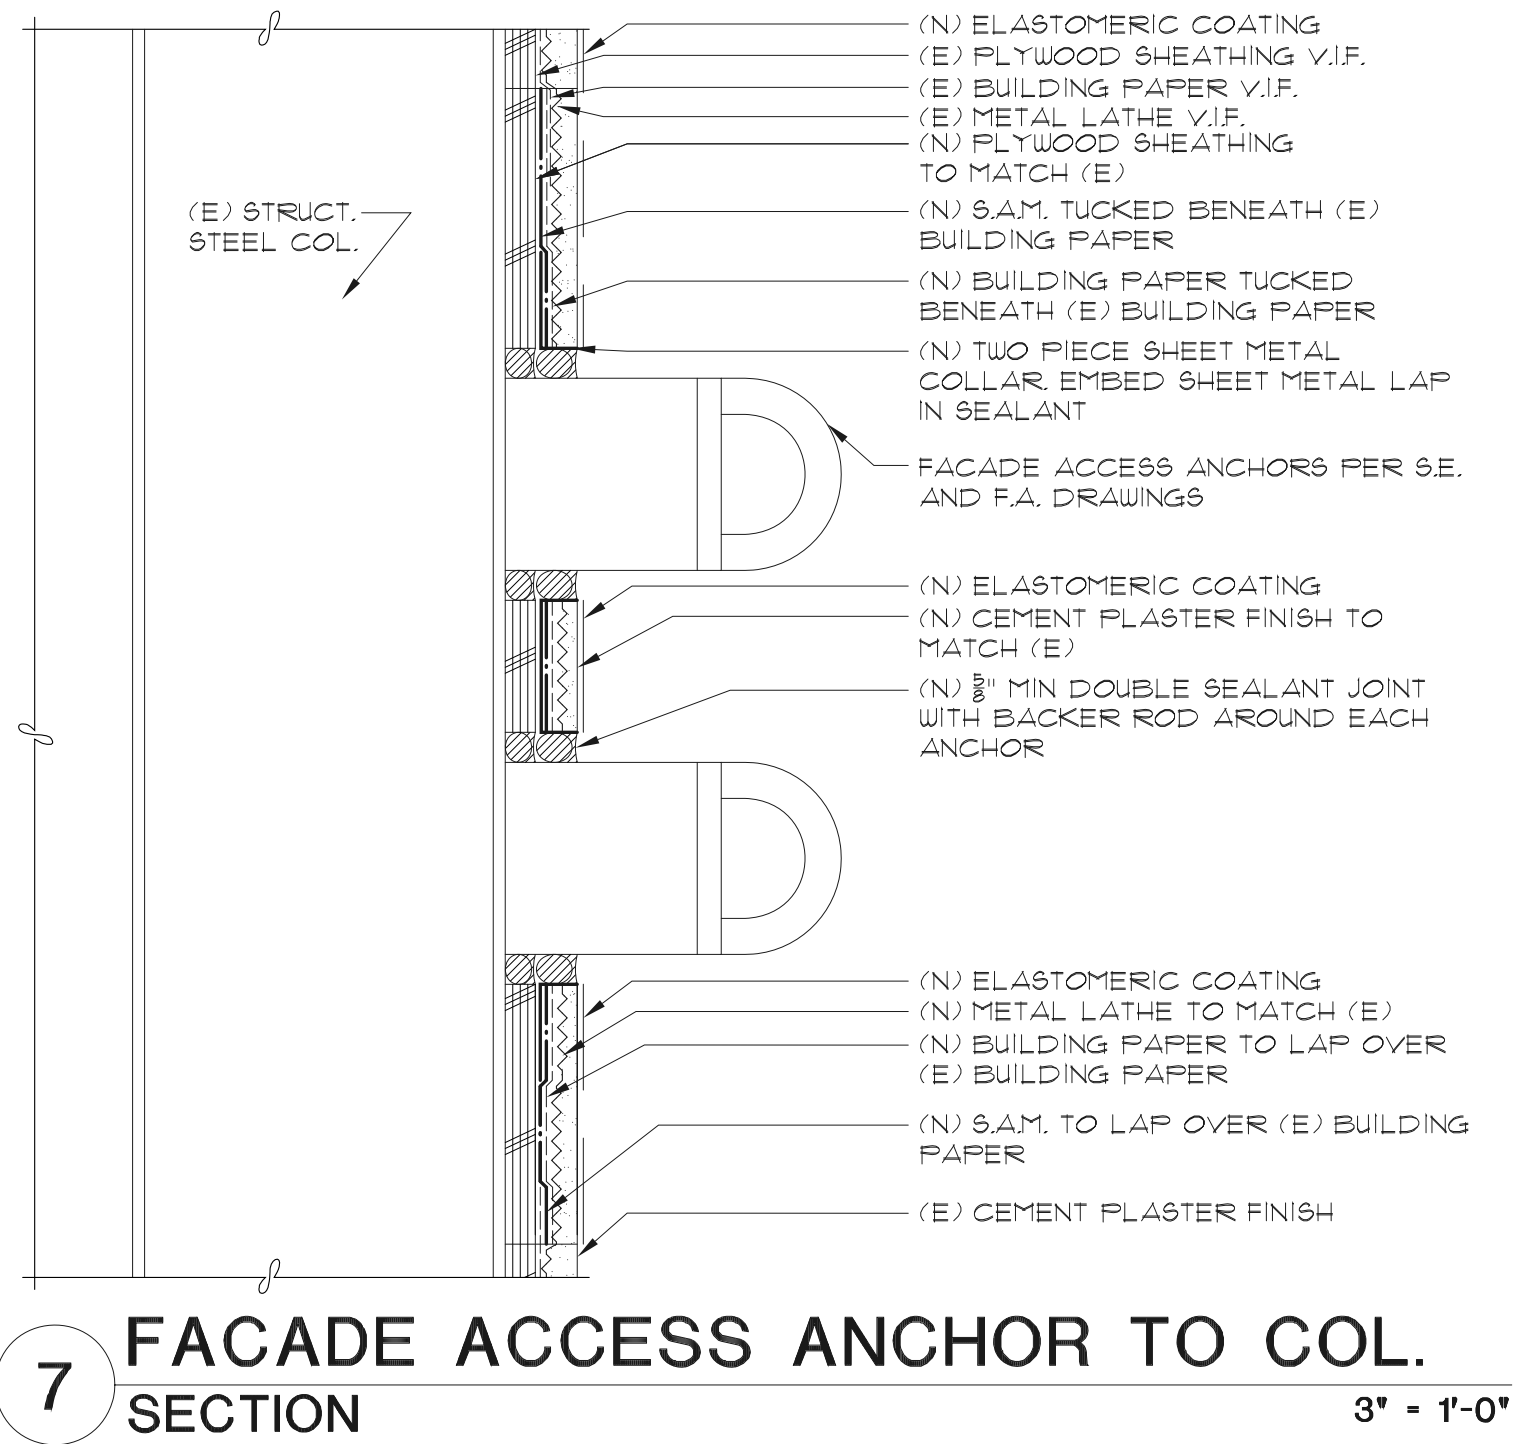 (N) ELASTOMERIC COATING
(E) PLYWOOD SHEATHING V.I.F.
(E) BUILDING PAPER V.I.F.
(E) METAL LATHE V.I.F.
(N) PLYWOOD SHEATHING
TO MATCH (E)
(E) STRUCT.
STEEL COL.
(N) S.A.M. TUCKED BENEATH (E)
BUILDING PAPER
(N) BUILDING PAPER TUCKED
BENEATH (E) BUILDING PAPER
(N) TWO PIECE SHEET METAL
COLLAR. EMBED SHEET METAL LAP
IN SEALANT
FACADE ACCESS ANCHORS PER S.E.
AND F.A. DRAWINGS
(N) ELASTOMERIC COATING
(N) CEMENT PLASTER FINISH TO
MATCH (E)
(N) 5/8" MIN DOUBLE SEALANT JOINT
WITH BACKER ROD AROUND EACH
ANCHOR
(N) ELASTOMERIC COATING
(N) METAL LATHE TO MATCH (E)
(N) BUILDING PAPER TO LAP OVER
(E) BUILDING PAPER
(N) S.A.M. TO LAP OVER (E) BUILDING
PAPER
(E) CEMENT PLASTER FINISH
7
FACADE ACCESS ANCHOR TO COL.
SECTION
3" = 1'-0"